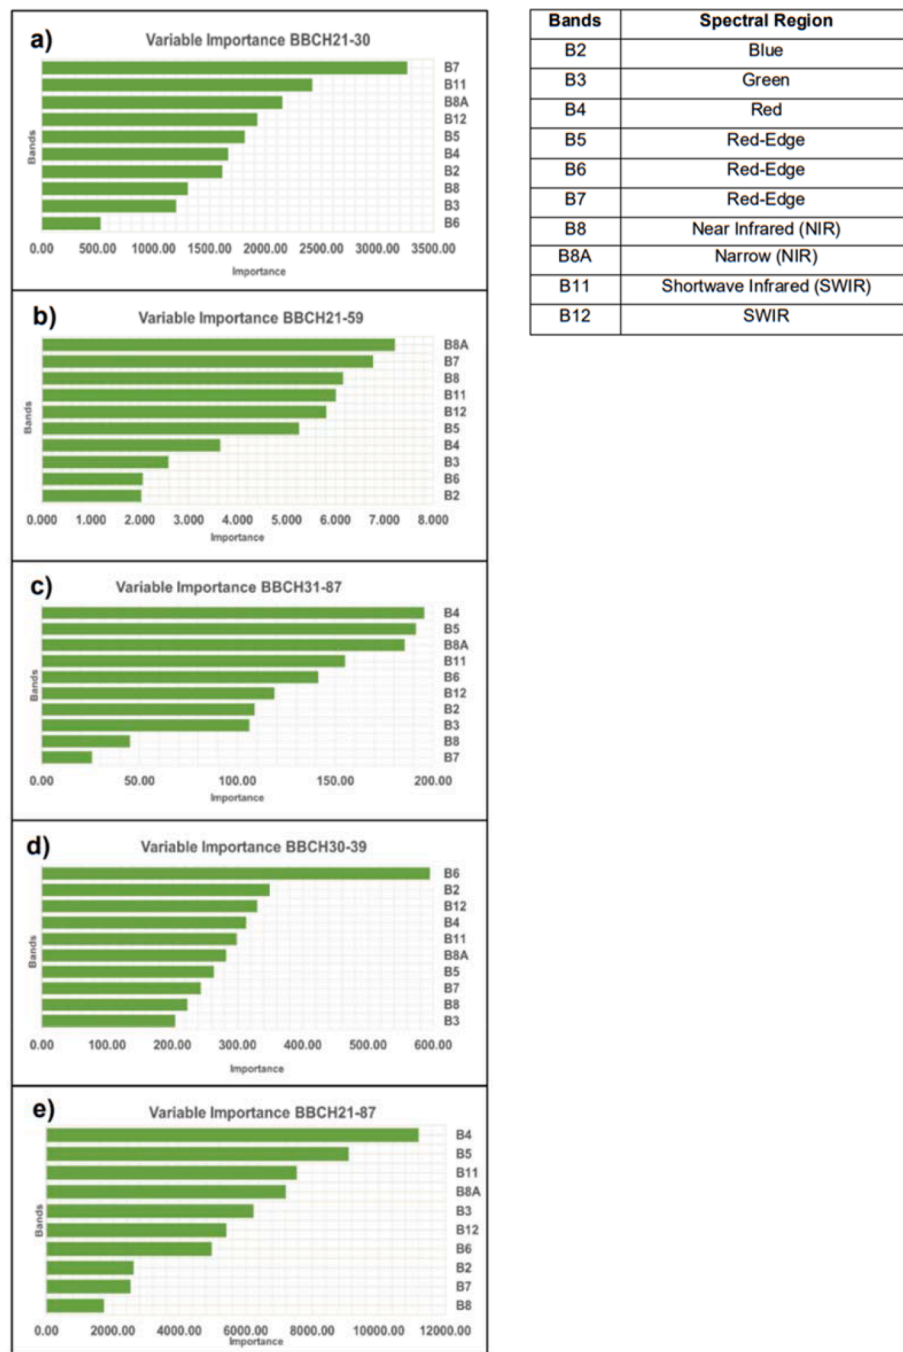 a)
Variable Importance BBCH21-30
Bands
B7
B11
B8A
B12
B5
B4
B2
B8
B3
B6
0.00 500.00 1000.00 1500.00 2000.00 2500.00 3000.00 3500.00
Importance
b)
Variable Importance BBCH21-59
Bands
B8A
B7
B8
B11
B12
B5
B4
B3
B6
B2
0.000 1.000 2.000 3.000 4.000 5.000 6.000 7.000 8.000
Importance
c)
Variable Importance BBCH31-87
Bands
B4
B5
B8A
B11
B6
B12
B2
B3
B8
B7
0.00 50.00 100.00 150.00 200.00
Importance
d)
Variable Importance BBCH30-39
Bands
B6
B2
B12
B4
B11
B8A
B5
B7
B8
B3
0.00 100.00 200.00 300.00 400.00 500.00 600.00
Importance
e)
Variable Importance BBCH21-87
Bands
B4
B5
B11
B8A
B3
B12
B6
B2
B7
B8
0.00 2000.00 4000.00 6000.00 8000.00 10000.00 12000.00
Importance
Bands Spectral Region
B2 Blue
B3 Green
B4 Red
B5 Red-Edge
B6 Red-Edge
B7 Red-Edge
B8 Near Infrared (NIR)
B8A Narrow (NIR)
B11 Shortwave Infrared (SWIR)
B12 SWIR